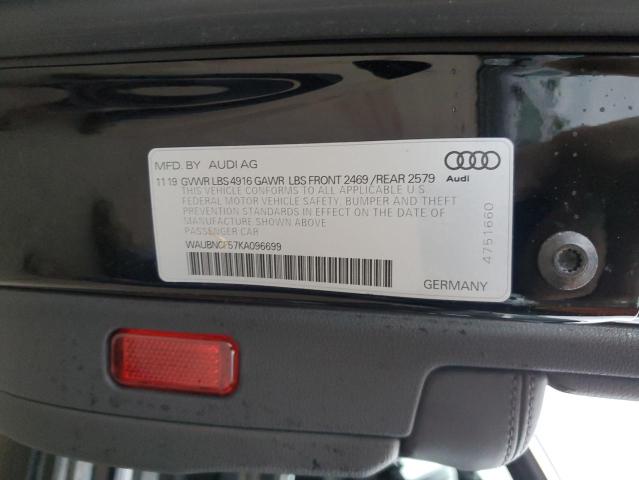 MFD. BY AUDI AG
11 19 GVWR LBS 4916 GAWR LBS FRONT 2469 /REAR 2579
THIS VEHICLE CONFORMS TO ALL APPLICABLE U.S.
FEDERAL MOTOR VEHICLE SAFETY, BUMPER AND THEFT
PREVENTION STANDARDS IN EFFECT ON THE DATE OF
MANUFACTURE SHOWN ABOVE
PASSENGER CAR
WAUBNCF57KA096699
GERMANY
Audi
4751660